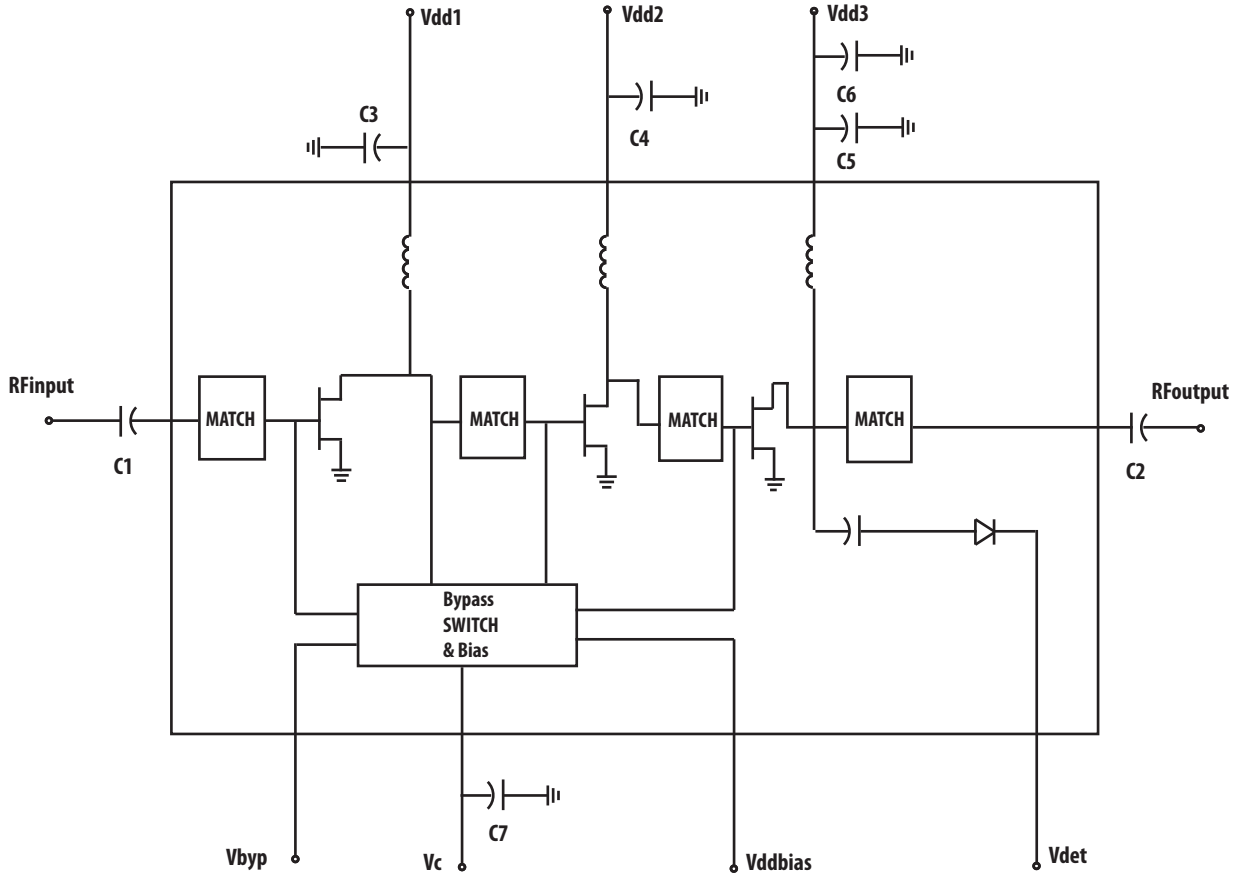 Vdd1
Vdd2
Vdd3
C6
C3
C4
C5
RFinput
MATCH
MATCH
MATCH
MATCH
RFoutput
C1
C2
Bypass
SWITCH
& Bias
C7
Vbyp
Vc
Vddbias
Vdet